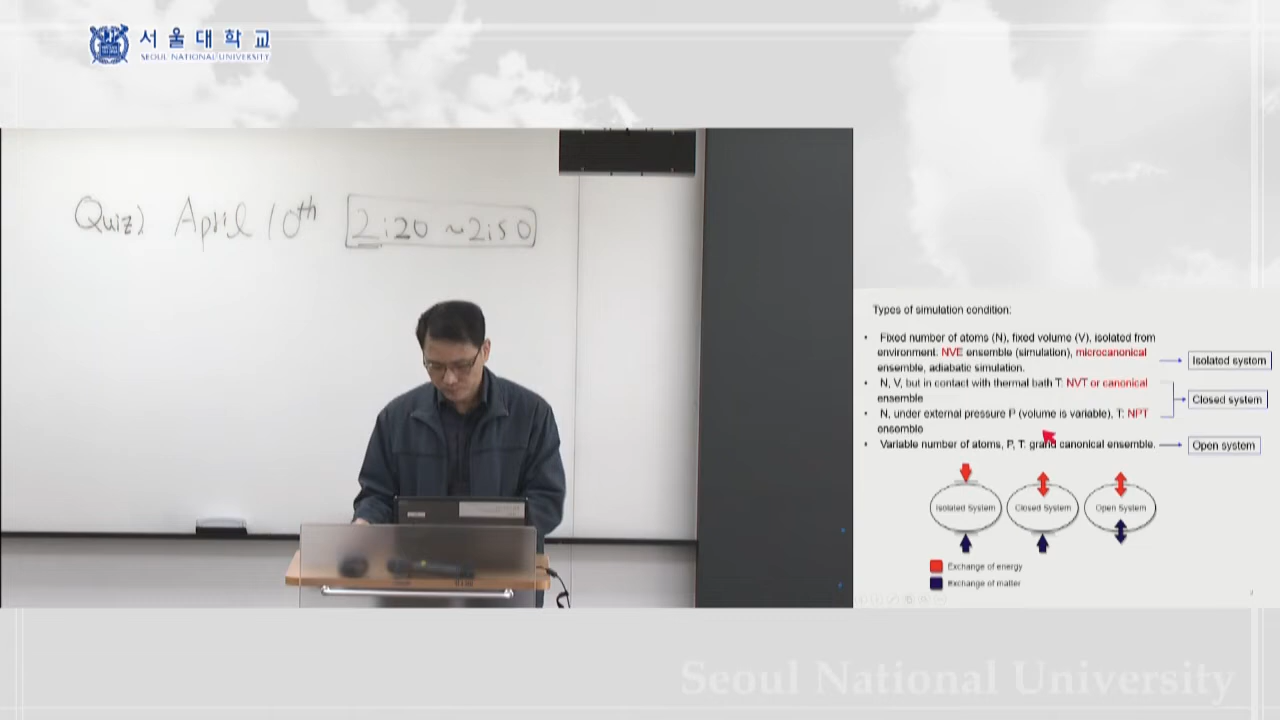 서울대학교
SEOUL NATIONAL UNIVERSITY
Quiz) April 10th 2:20 ~2:50
Types of simulation condition:
• Fixed number of atoms (N), fixed volume (V), isolated from
environment. NVE ensemble (simulation), microcanonical
ensemble, adiabatic simulation.
Isolated system
• N, V, but in contact with thermal bath T: NVT or canonical
ensemble
Closed system
• N, under external pressure P (volume is variable), T: NPT
ensemble
• Variable number of atoms, P, T: grand canonical ensemble.
Open system
Isolated System
Closed System
Open System
Exchange of energy
Exchange of matter
Seoul National University